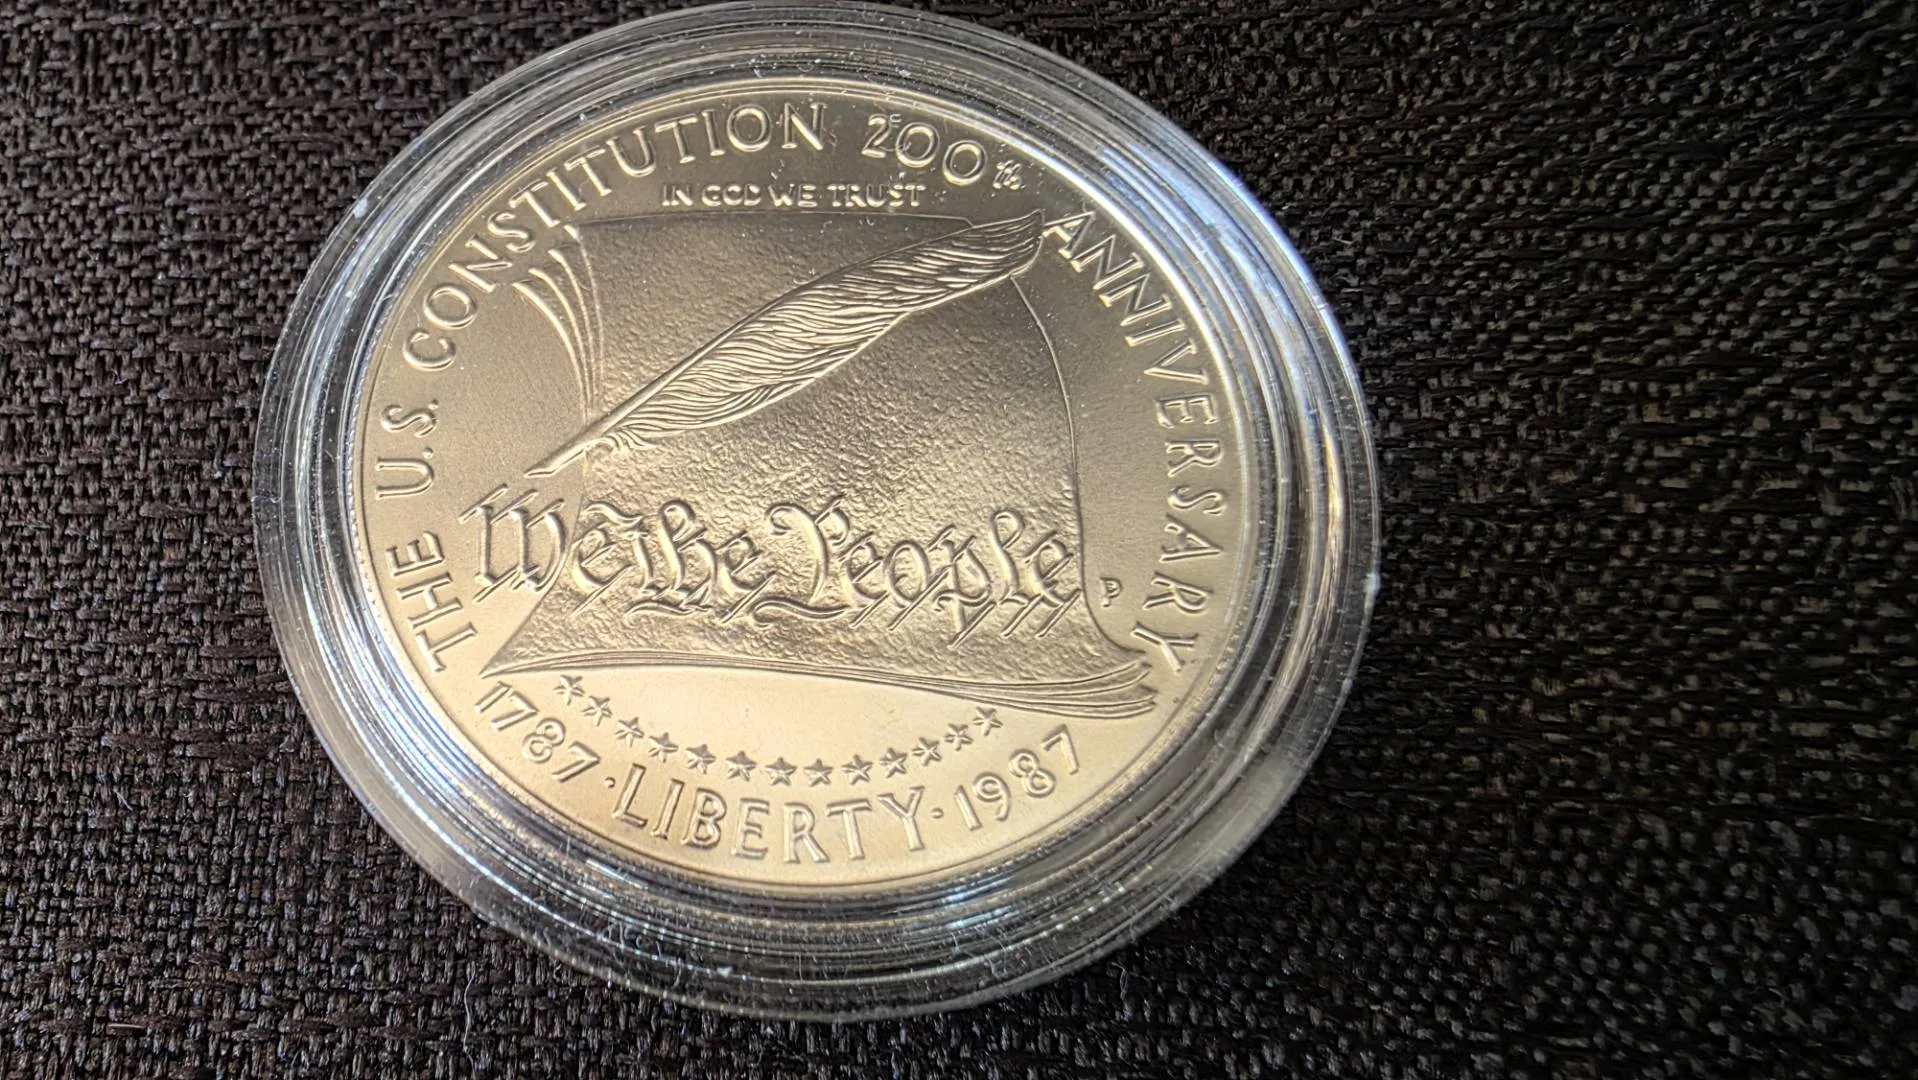 THE U.S. CONSTITUTION 200th ANNIVERSARY
IN GOD WE TRUST
We the People
P
1787 · LIBERTY · 1987